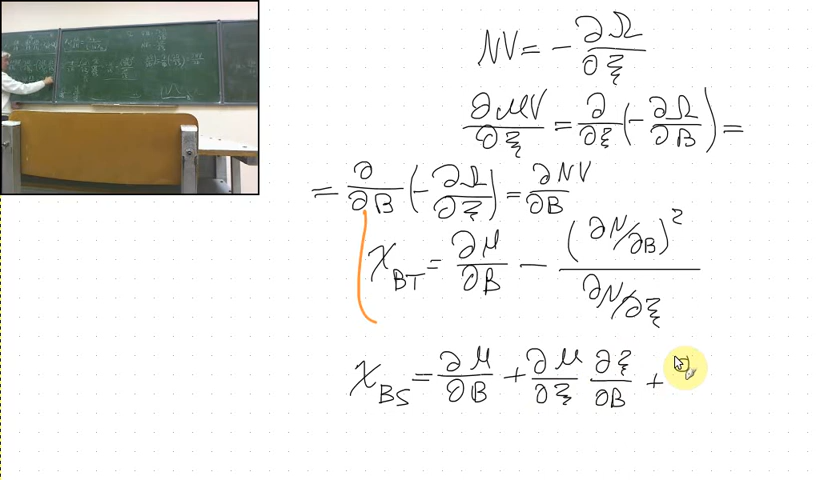 NV = - ∂Ω/∂ξ
∂MV/∂ξ = ∂/∂ξ (- ∂Ω/∂B) =
= ∂/∂B (- ∂Ω/∂ξ) = ∂NV/∂B
χ_BT = ∂M/∂B - (∂N/∂B)² / (∂N/∂ξ)
χ_BS = ∂M/∂B + ∂M/∂ξ ∂ξ/∂B +